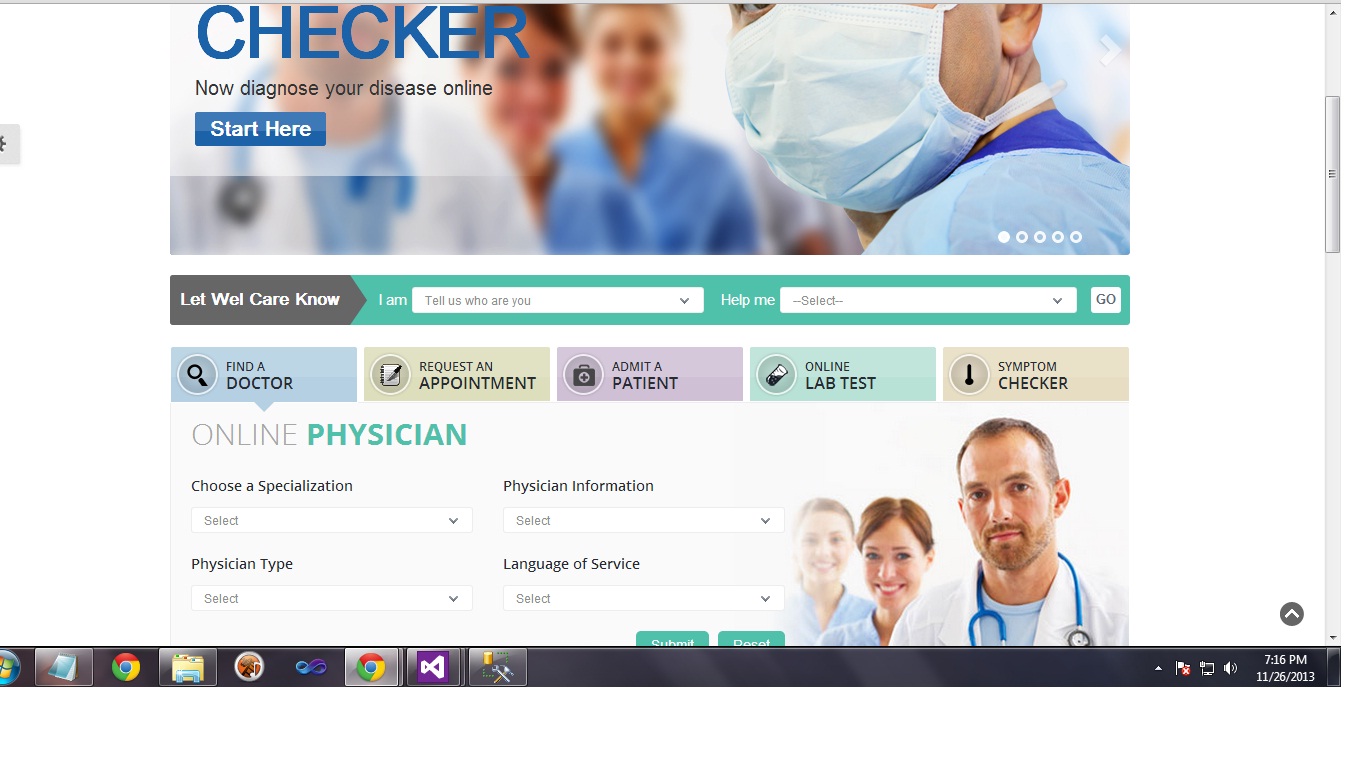 CHECKER
Now diagnose your disease online
Start Here
Let Wel Care Know
I am
Tell us who are you
Help me
--Select--
GO
FIND A
DOCTOR
REQUEST AN
APPOINTMENT
ADMIT A
PATIENT
ONLINE
LAB TEST
SYMPTOM
CHECKER
ONLINE PHYSICIAN
Choose a Specialization
Physician Information
Select
Select
Physician Type
Language of Service
Select
Select
Submit
Reset
7:16 PM
11/26/2013